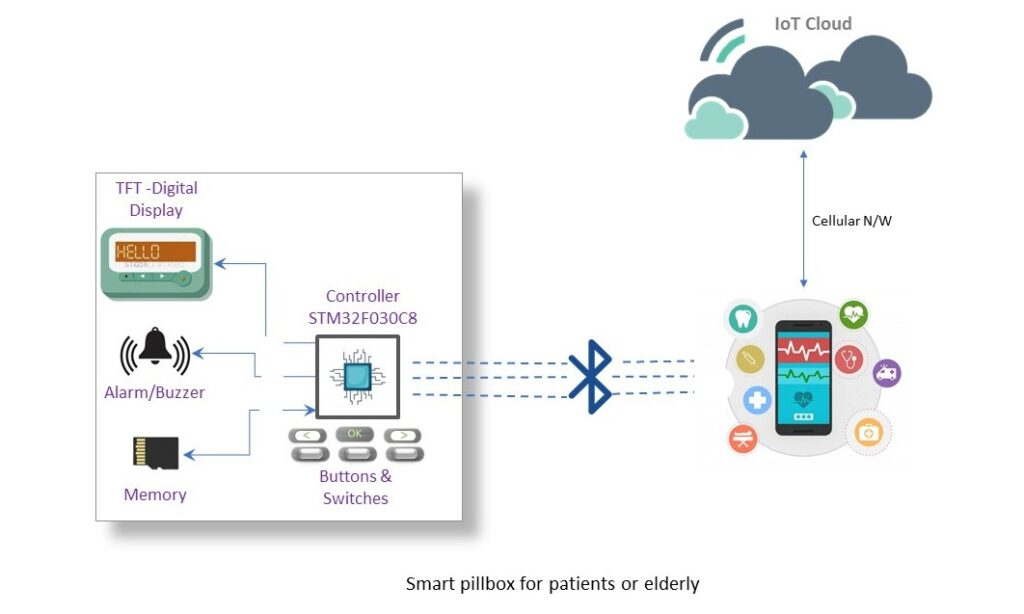 IoT Cloud
TFT -Digital
Display
HELLO
Cellular N/W
Controller
STM32F030C8
Alarm/Buzzer
< OK >
Memory
Buttons &
Switches
Smart pillbox for patients or elderly